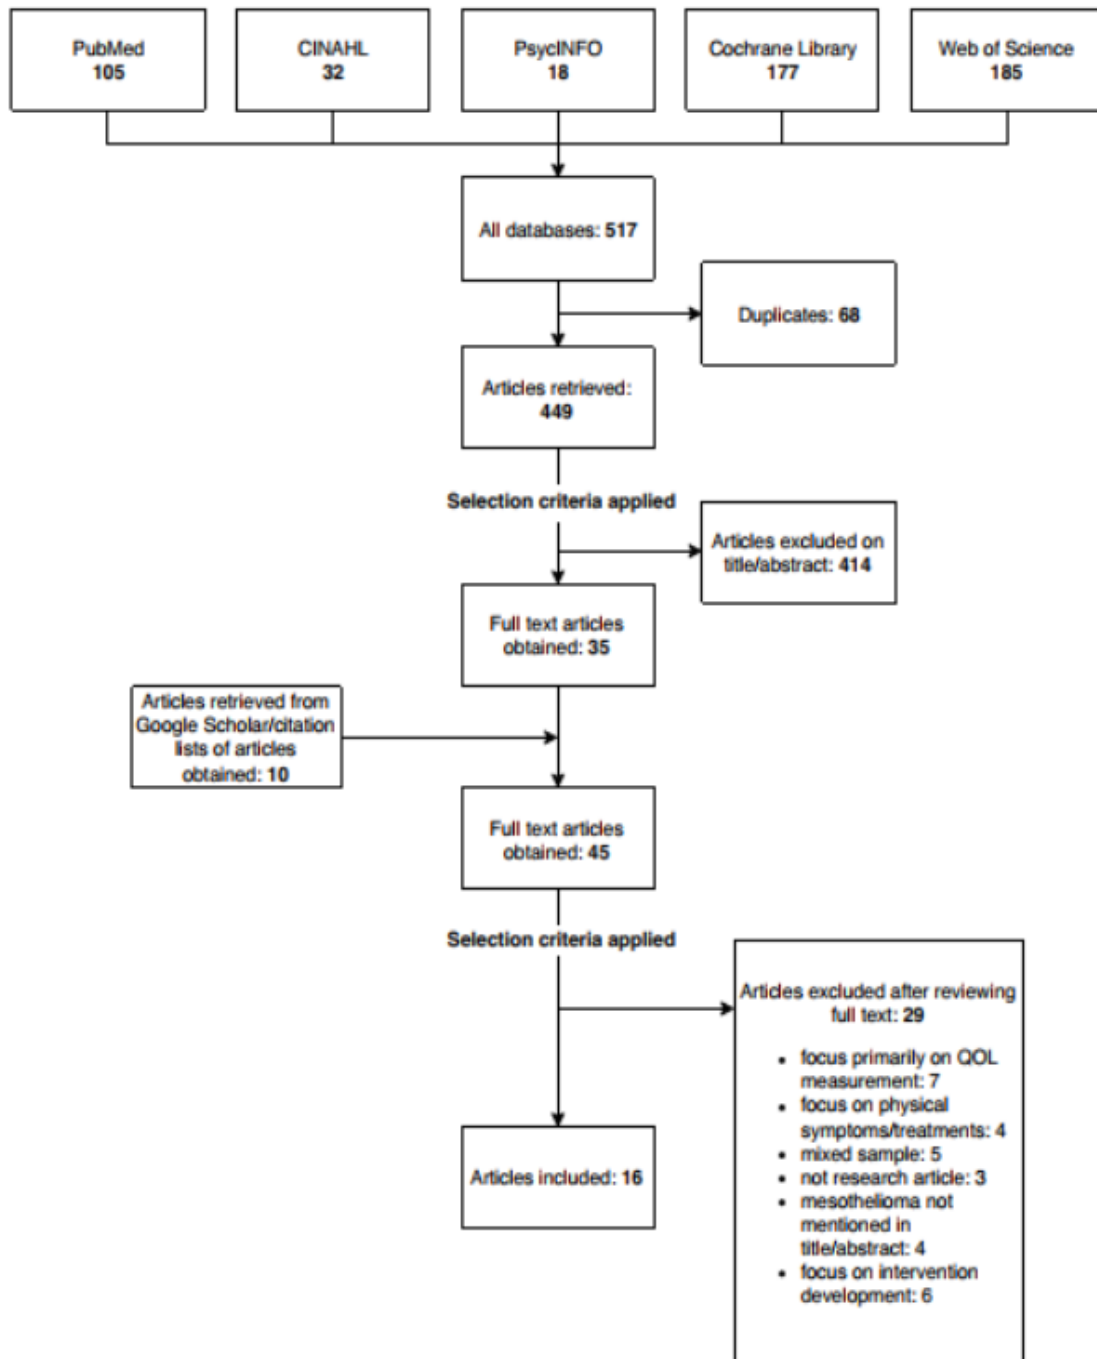 PubMed
105
CINAHL
32
PsycINFO
18
Cochrane Library
177
Web of Science
185
All databases: 517
Duplicates: 68
Articles retrieved:
449
Selection criteria applied
Articles excluded on
title/abstract: 414
Full text articles
obtained: 35
Articles retrieved from
Google Scholar/citation
lists of articles
obtained: 10
Full text articles
obtained: 45
Selection criteria applied
Articles excluded after reviewing
full text: 29
• focus primarily on QOL
measurement: 7
• focus on physical
symptoms/treatments: 4
• mixed sample: 5
• not research article: 3
• mesothelioma not
mentioned in
title/abstract: 4
• focus on intervention
development: 6
Articles included: 16